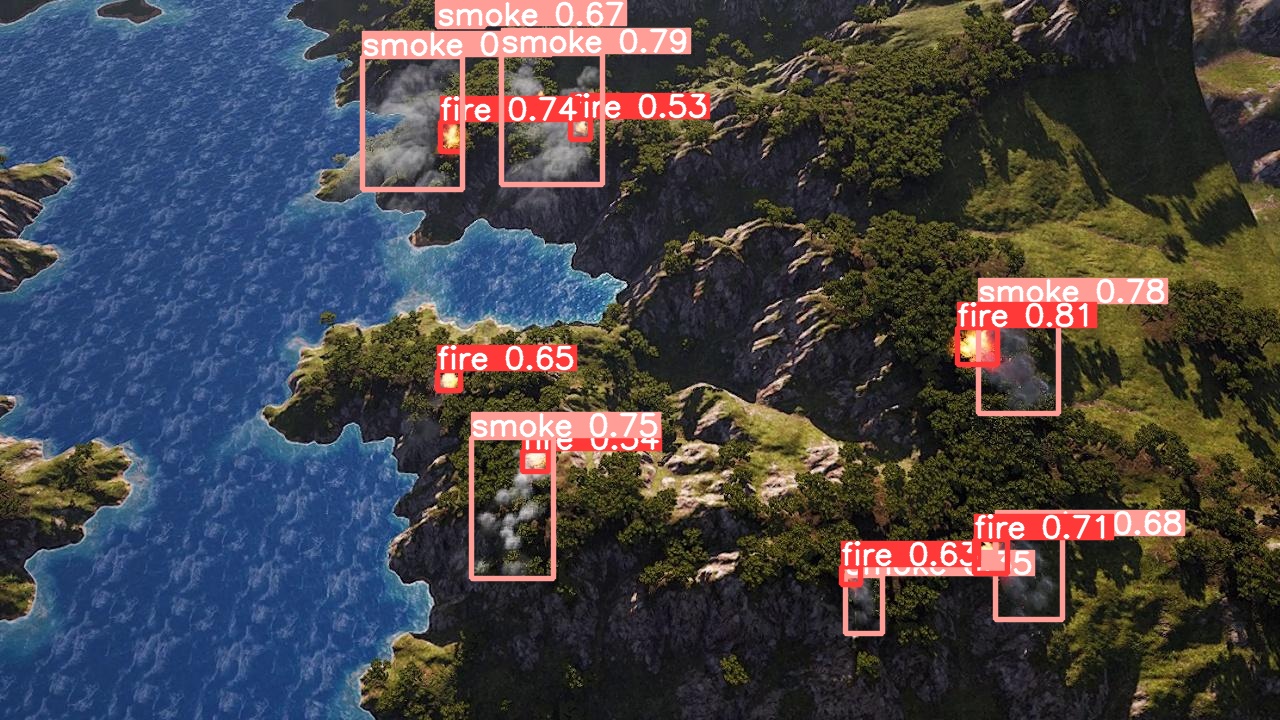 smoke 0.67
smoke 0
smoke 0.79
fire 0.74
ire 0.53
smoke 0.78
fire 0.81
fire 0.65
smoke 0.75
fire 0.71
0.68
fire 0.63